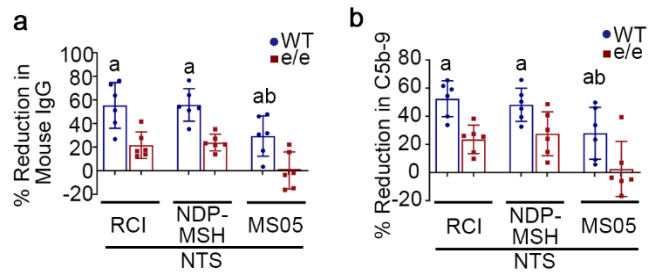 a
% Reduction in
Mouse IgG
100
80
60
40
20
0
-20
a
a
ab
WT
e/e
RCI
NDP-
MSH
MS05
NTS
b
% Reduction in C5b-9
80
60
40
20
0
-20
a
a
ab
WT
e/e
RCI
NDP-
MSH
MS05
NTS